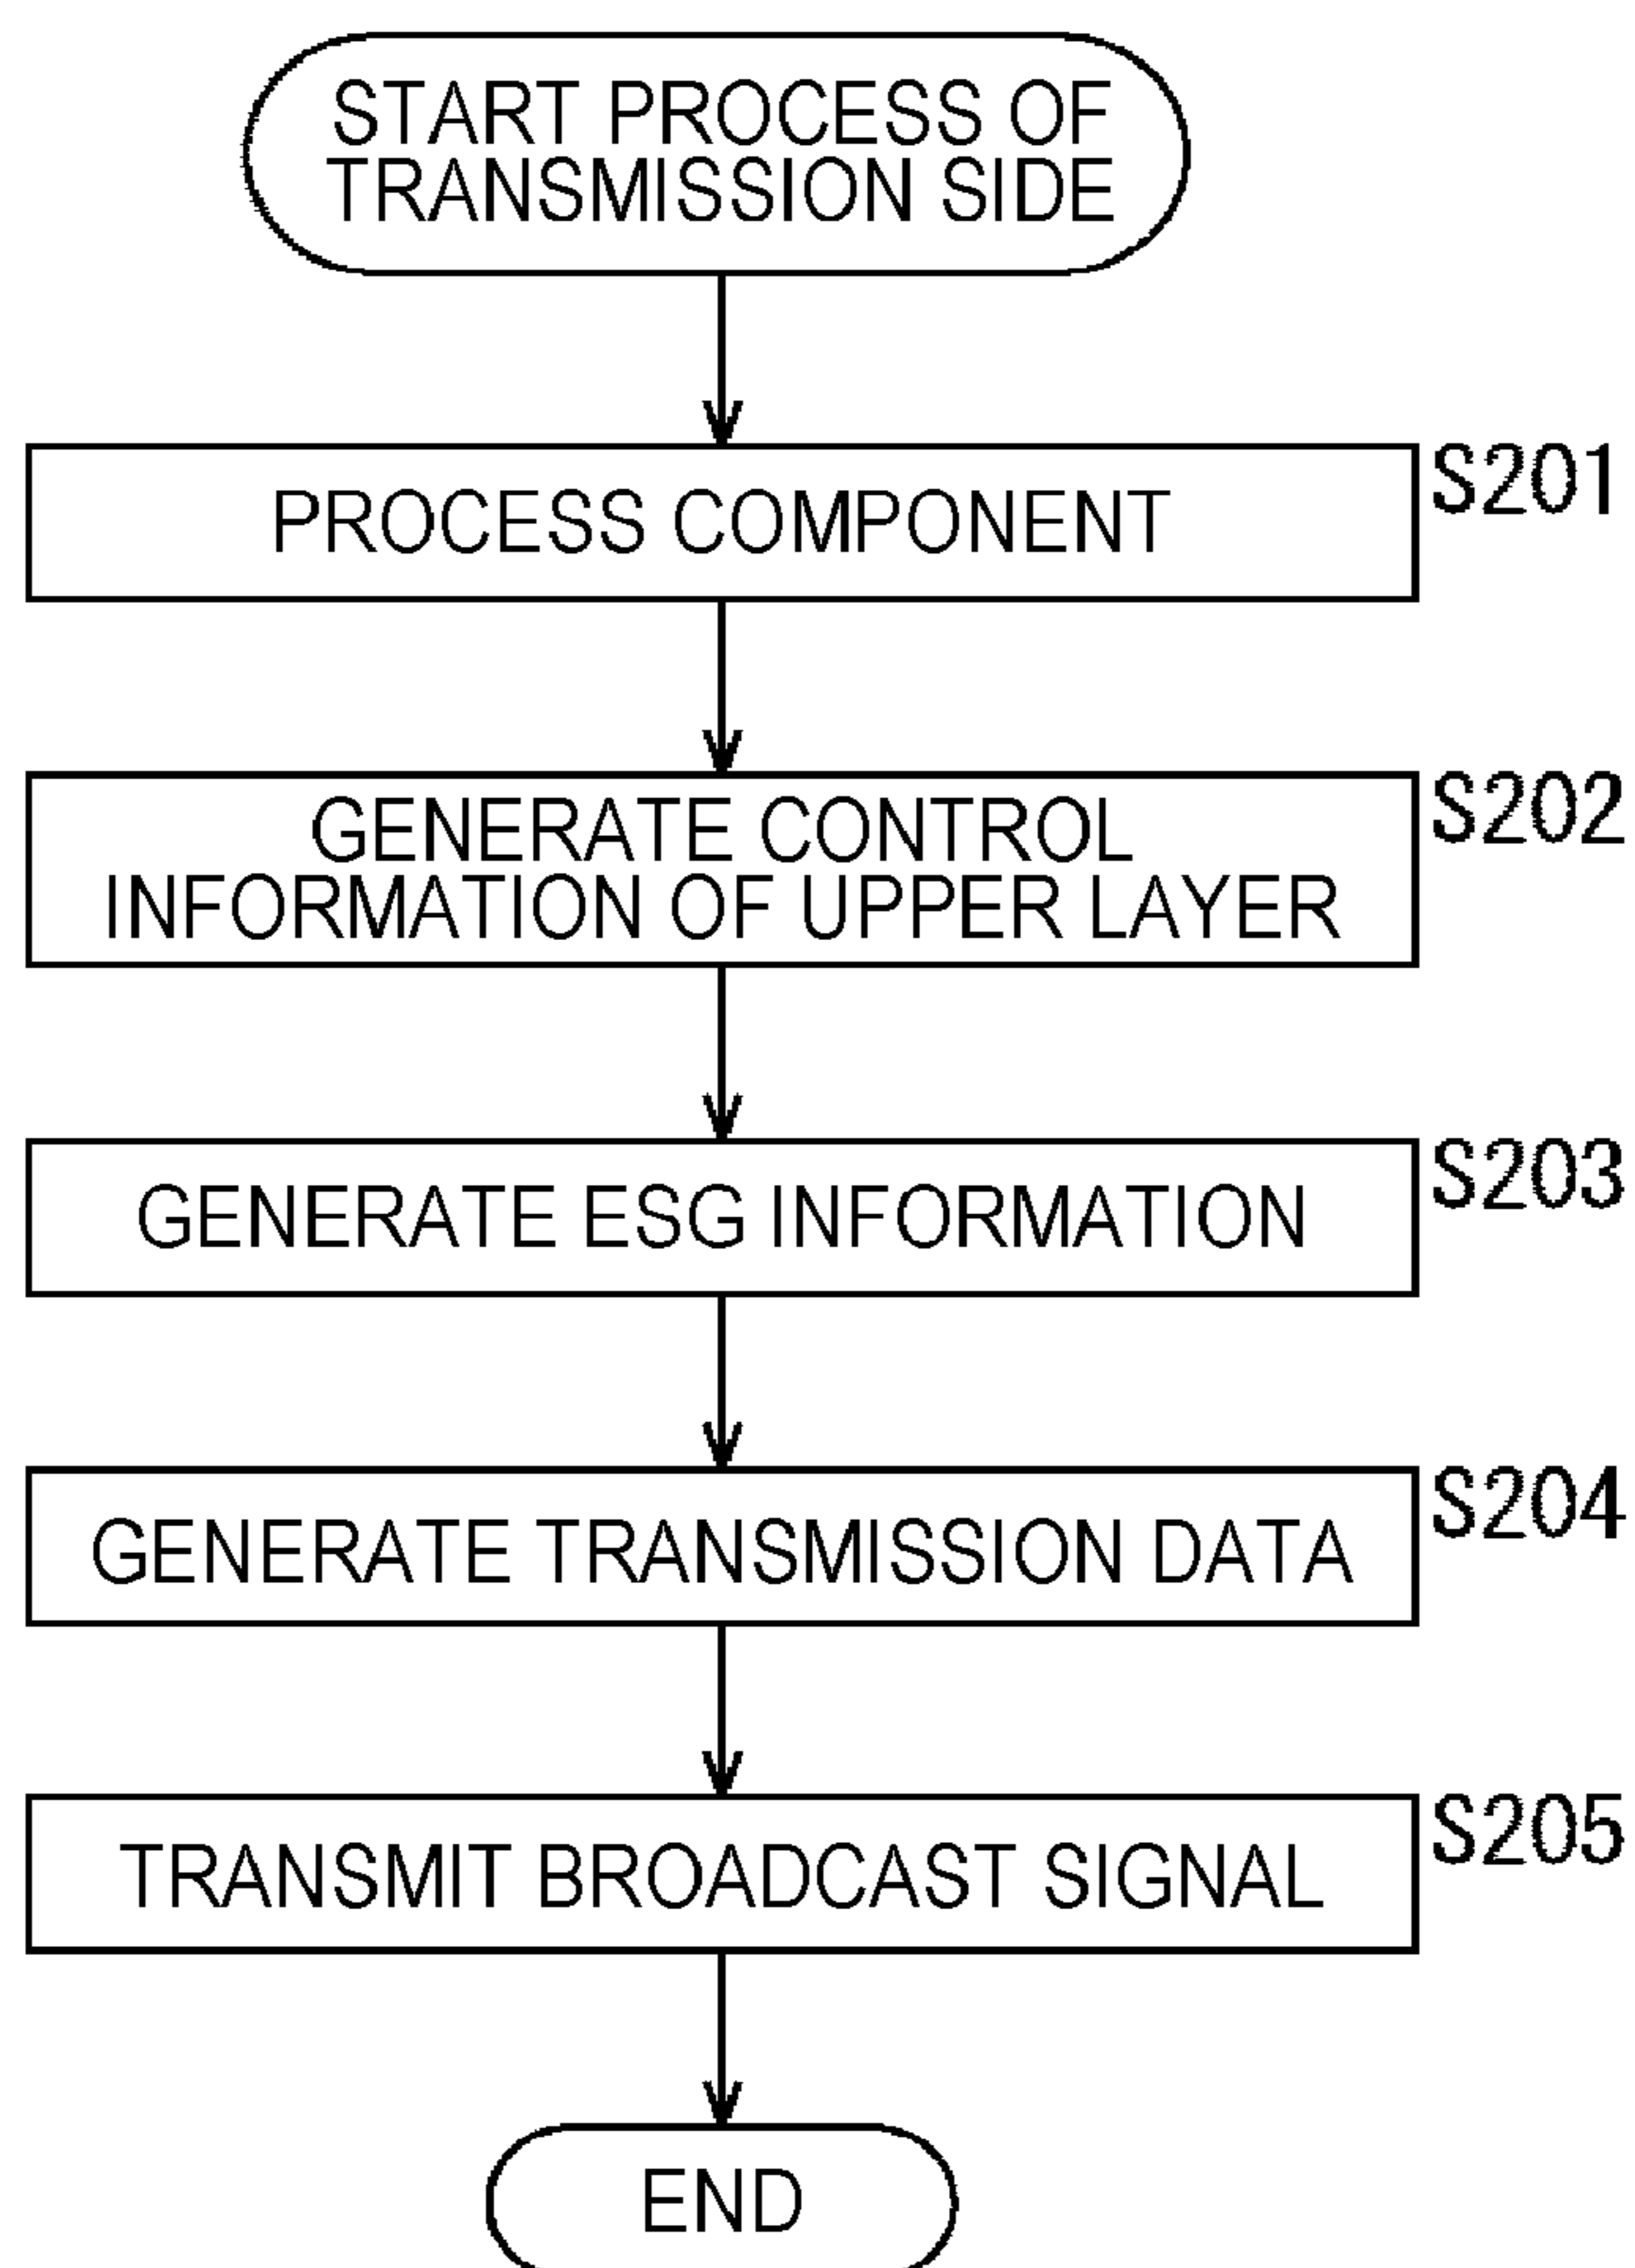 START PROCESS OF
TRANSMISSION SIDE
PROCESS COMPONENT
S201
GENERATE CONTROL
INFORMATION OF UPPER LAYER
S202
GENERATE ESG INFORMATION
S203
GENERATE TRANSMISSION DATA
S204
TRANSMIT BROADCAST SIGNAL
S205
END